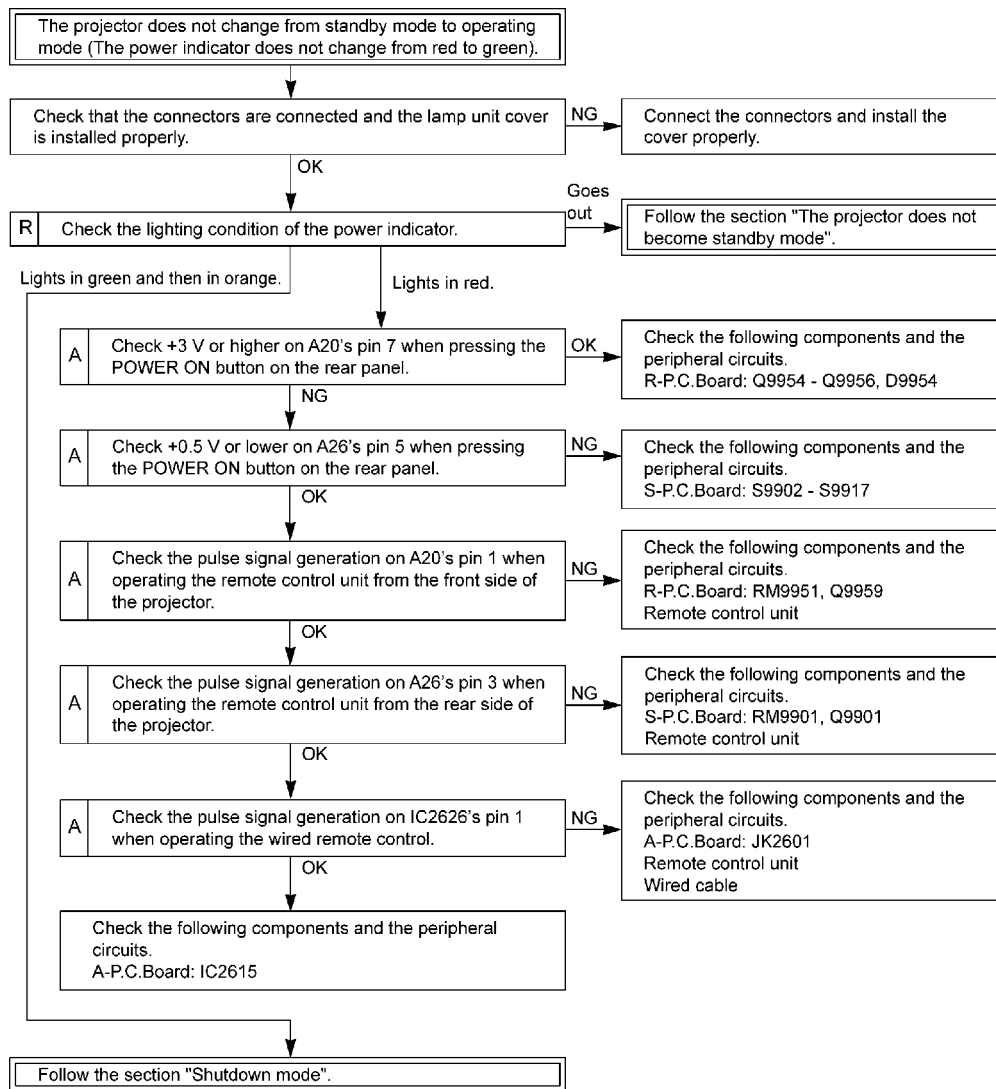 The projector does not change from standby mode to operating
mode (The power indicator does not change from red to green).
Check that the connectors are connected and the lamp unit cover
is installed properly.
NG
Connect the connectors and install the
cover properly.
OK
R
Check the lighting condition of the power indicator.
Goes
out
Follow the section "The projector does not
become standby mode".
Lights in green and then in orange.
Lights in red.
A
Check +3 V or higher on A20's pin 7 when pressing the
POWER ON button on the rear panel.
OK
Check the following components and the
peripheral circuits.
R-P.C.Board: Q9954 - Q9956, D9954
NG
A
Check +0.5 V or lower on A26's pin 5 when pressing
the POWER ON button on the rear panel.
NG
Check the following components and the
peripheral circuits.
S-P.C.Board: S9902 - S9917
OK
A
Check the pulse signal generation on A20's pin 1 when
operating the remote control unit from the front side of
the projector.
NG
Check the following components and the
peripheral circuits.
R-P.C.Board: RM9951, Q9959
Remote control unit
OK
A
Check the pulse signal generation on A26's pin 3 when
operating the remote control unit from the rear side of
the projector.
NG
Check the following components and the
peripheral circuits.
S-P.C.Board: RM9901, Q9901
Remote control unit
OK
A
Check the pulse signal generation on IC2626's pin 1
when operating the wired remote control.
NG
Check the following components and the
peripheral circuits.
A-P.C.Board: JK2601
Remote control unit
Wired cable
OK
Check the following components and the peripheral
circuits.
A-P.C.Board: IC2615
Follow the section "Shutdown mode".